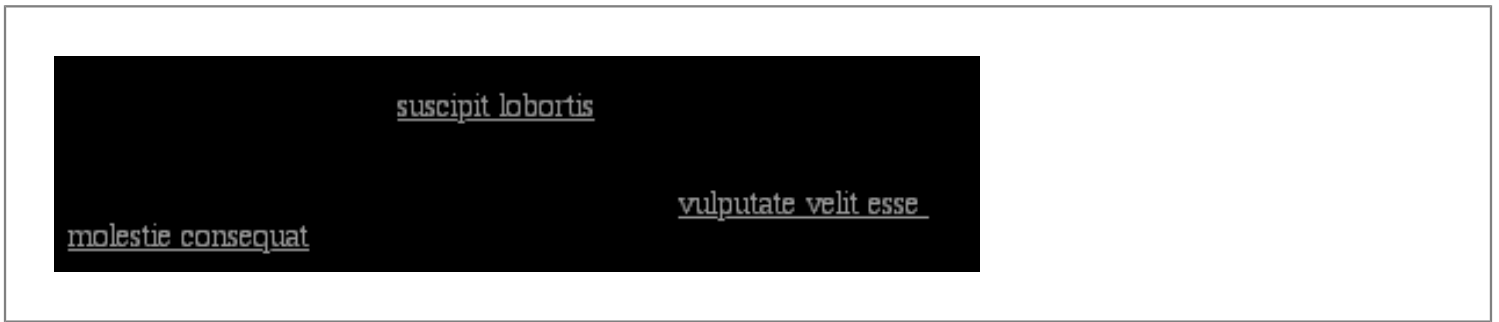 suscipit lobortis
vulputate velit esse
molestie consequat